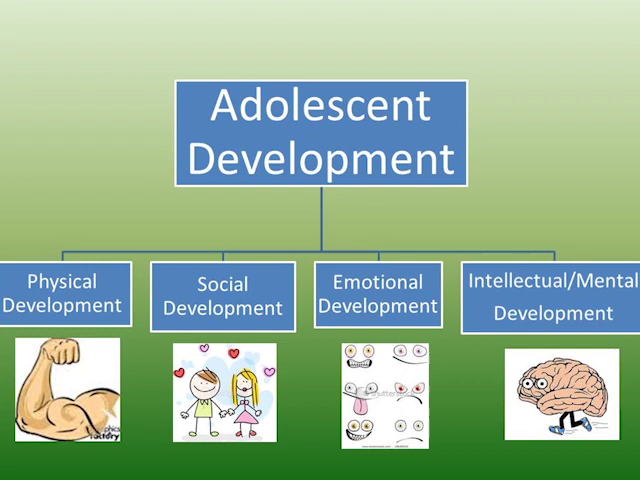 Adolescent
Development
Physical
Development
Social
Development
Emotional
Development
Intellectual/Mental
Development